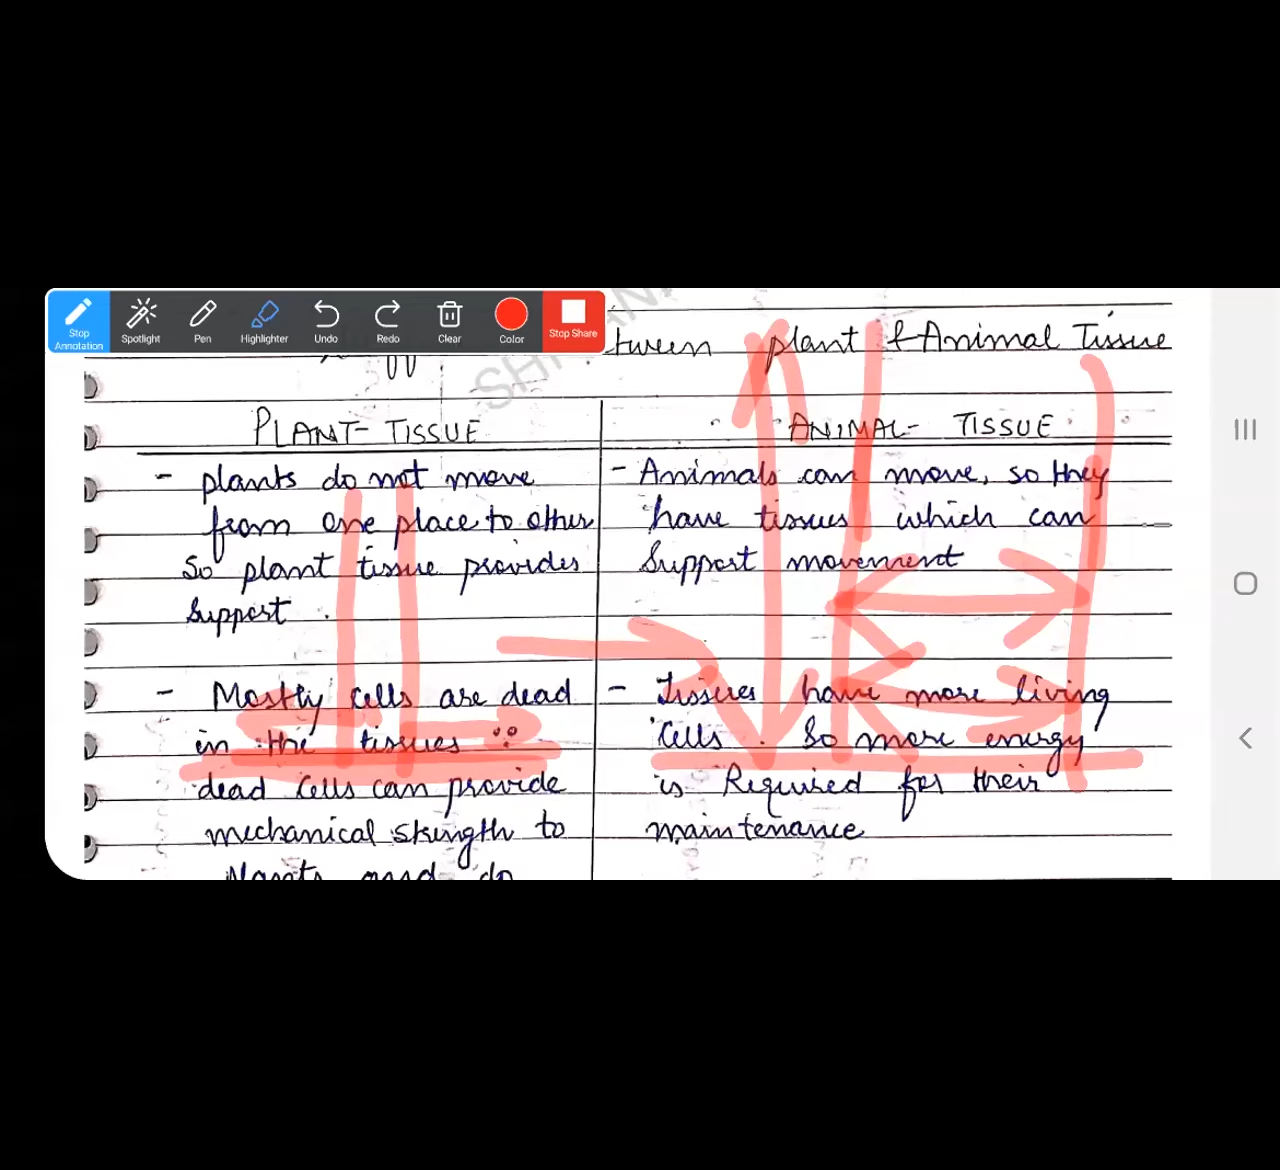 Stop Annotation
Spotlight
Pen
Highlighter
Undo
Redo
Clear
Color
Stop Share
tween plant & Animal Tissue
PLANT- TISSUE
- plants do not move
from one place to other
So plant tissue provides
Support.
- Mostly cells are dead
in the tissues ∵
dead cells can provide
mechanical strength to
plants and do
ANIMAL- TISSUE
- Animals can move, so they
have tissues which can
Support movement
- Tissues have more living
Cells. So more energy
is Required for their
maintenance